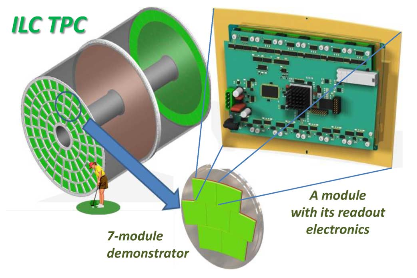 ILC TPC
7-module
demonstrator
A module
with its readout
electronics